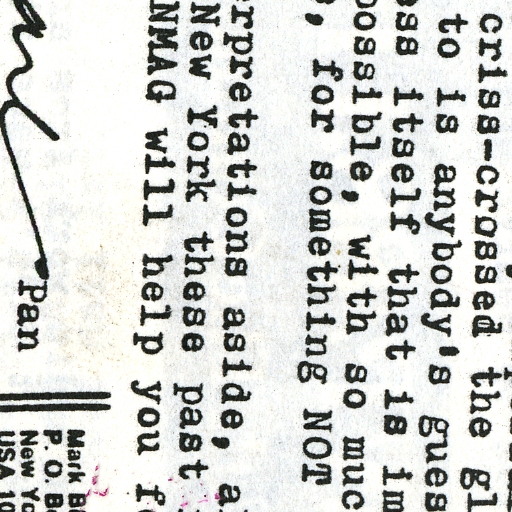 criss-crossed the gl
to is anybody's gues
ss itself that is im
possible, with so muc
, for something NOT
erpretations aside, a
New York these past
NMAG will help you f
Pan
Mark B
P. O. B
New Yo
USA 10